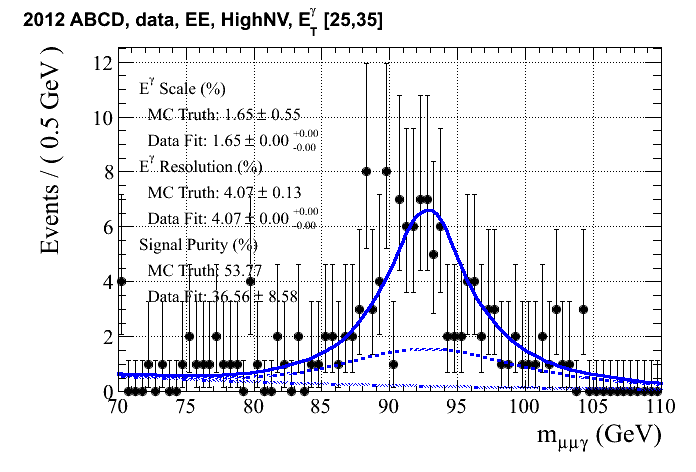 2012 ABCD, data, EE, HighNV, E_T^γ [25,35]
Events / ( 0.5 GeV )
12
10
8
6
4
2
0
E^γ Scale (%)
MC Truth: 1.65 ± 0.55
Data Fit: 1.65 ± 0.00 +0.00 -0.00
E^γ Resolution (%)
MC Truth: 4.07 ± 0.13
Data Fit: 4.07 ± 0.00 +0.00 -0.00
Signal Purity (%)
MC Truth: 53.77
Data Fit: 36.56 ± 8.58
70 75 80 85 90 95 100 105 110
m_μμγ (GeV)